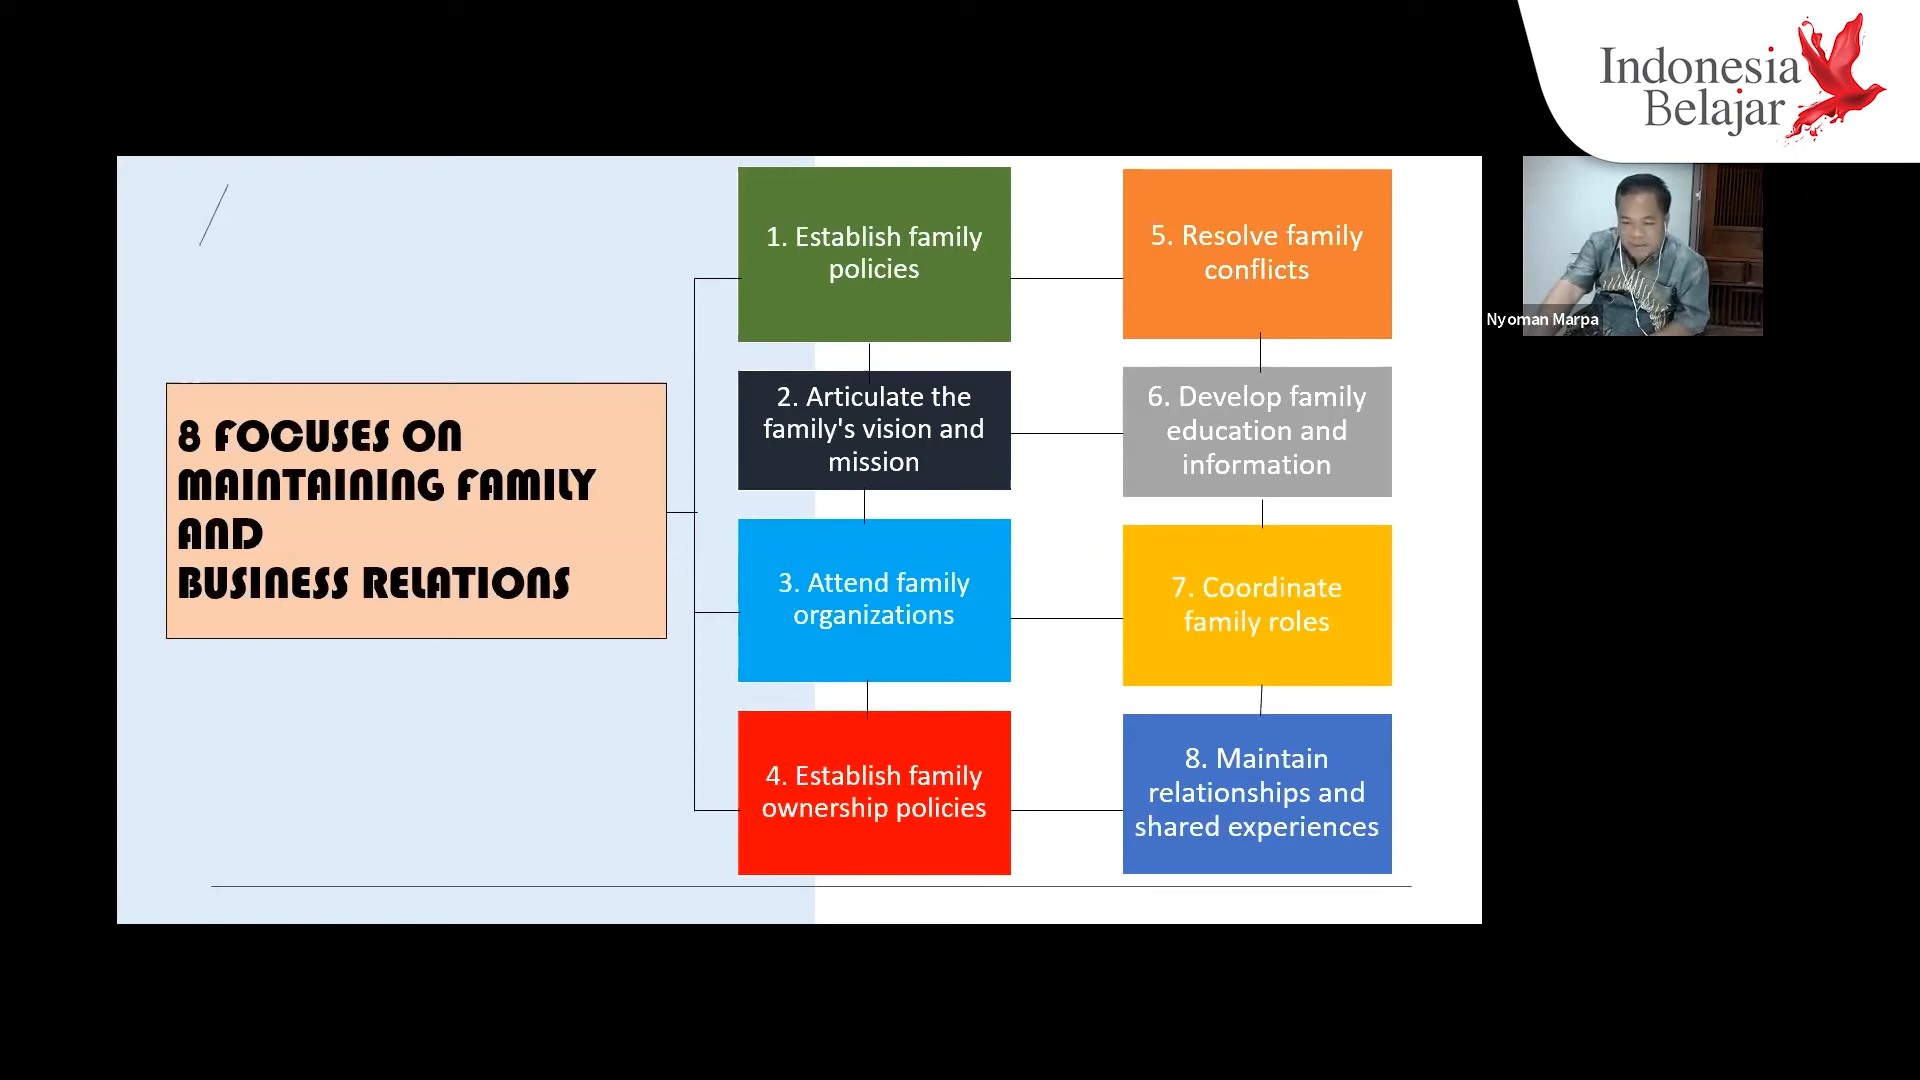 Indonesia
Belajar
8 FOCUSES ON
MAINTAINING FAMILY
AND
BUSINESS RELATIONS
1. Establish family
policies
2. Articulate the
family's vision and
mission
3. Attend family
organizations
4. Establish family
ownership policies
5. Resolve family
conflicts
6. Develop family
education and
information
7. Coordinate
family roles
8. Maintain
relationships and
shared experiences
Nyoman Marpa